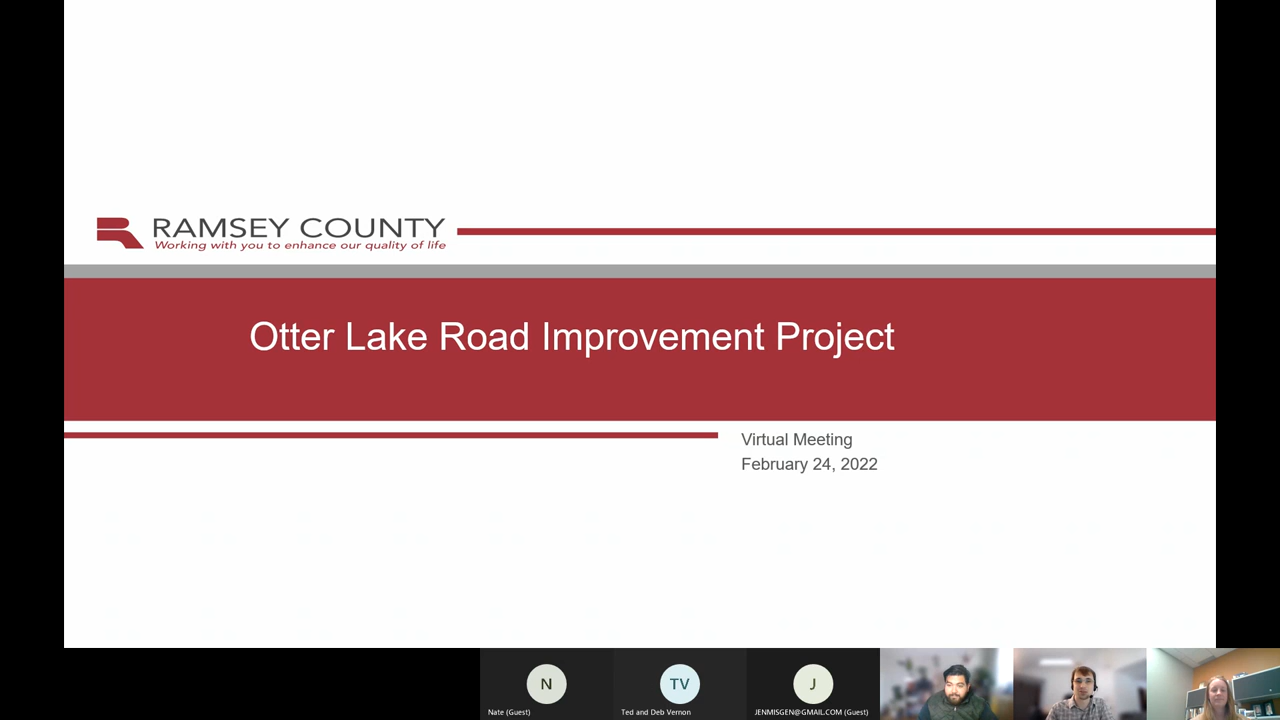 RAMSEY COUNTY
Working with you to enhance our quality of life
Otter Lake Road Improvement Project
Virtual Meeting
February 24, 2022
N
TV
J
Nate (Guest)
Ted and Deb Vernon
JENMISGEN@GMAIL.COM (Guest)